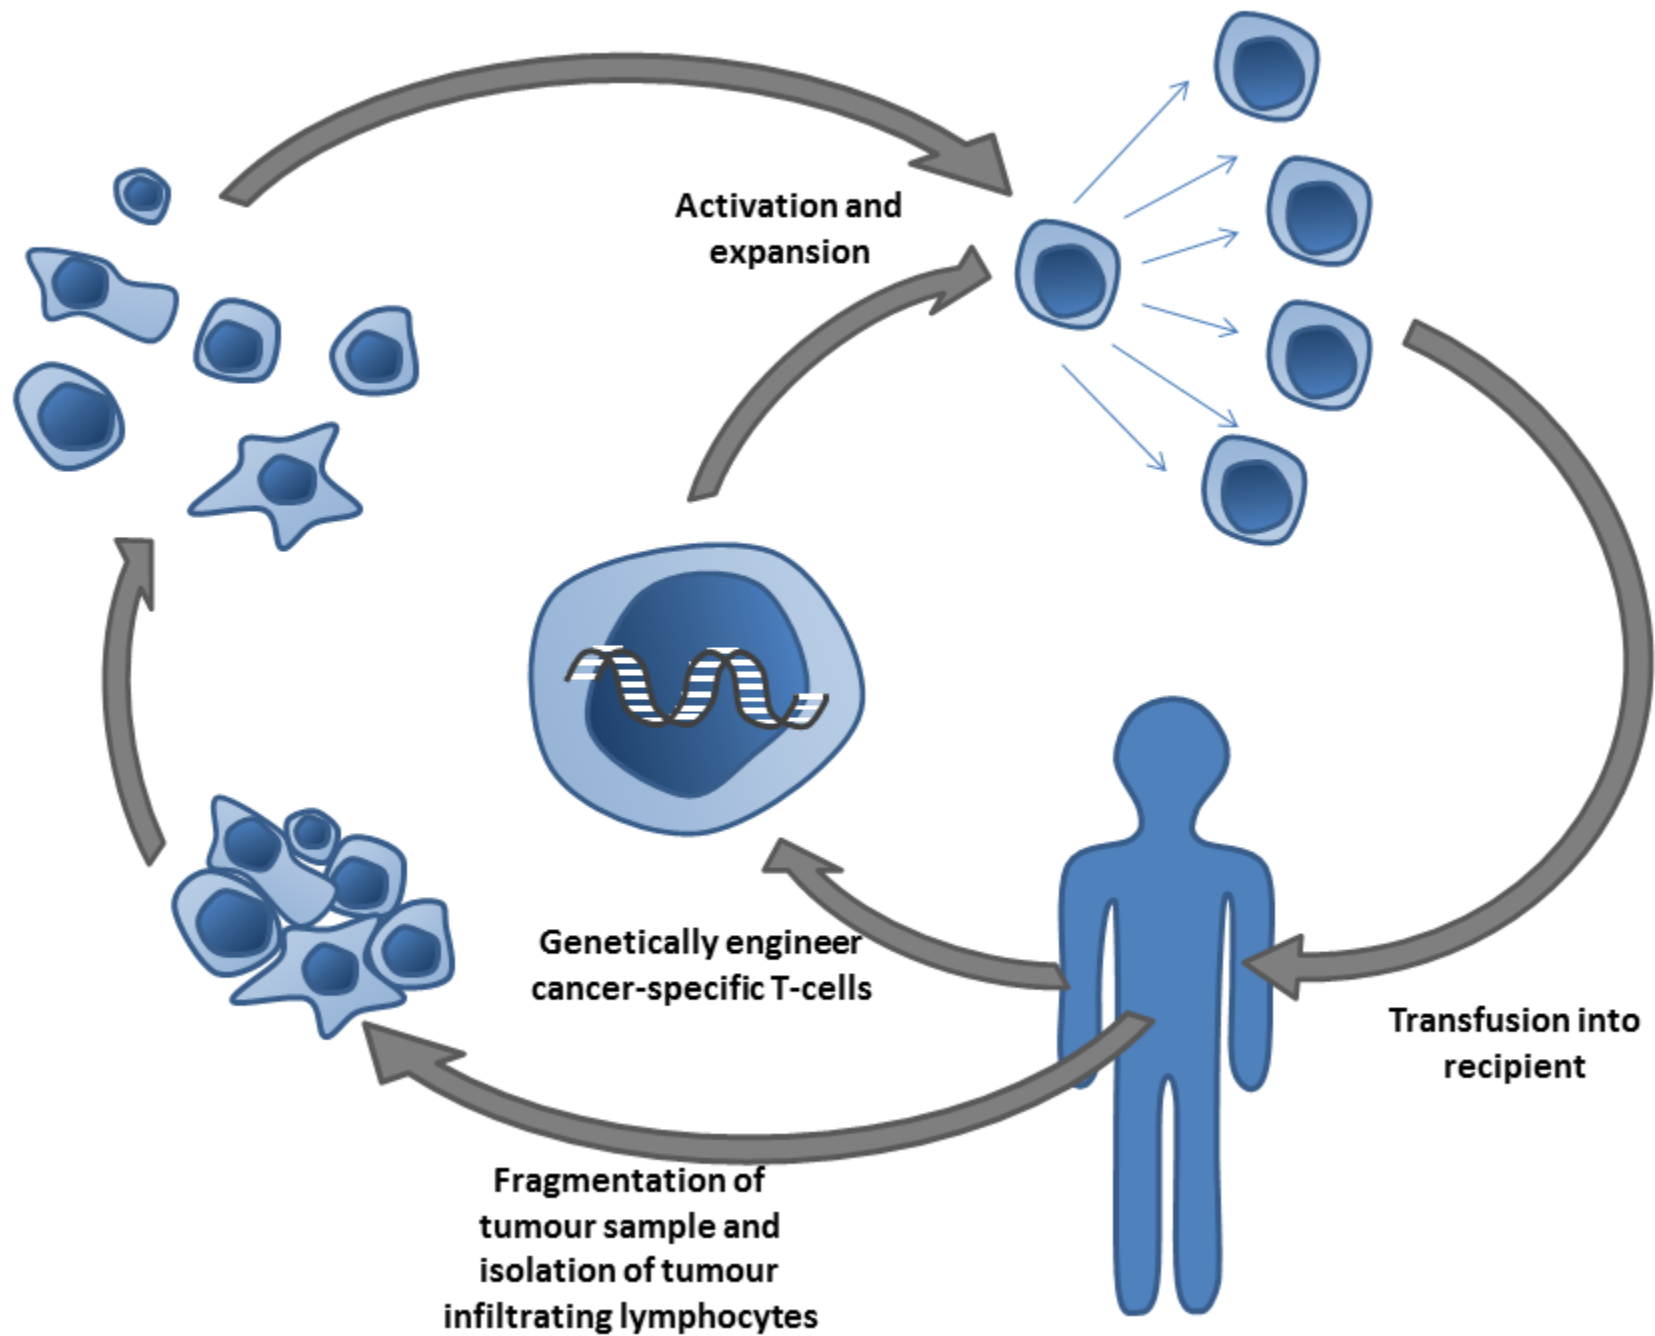 Activation and
expansion
Genetically engineer
cancer-specific T-cells
Transfusion into
recipient
Fragmentation of
tumour sample and
isolation of tumour
infiltrating lymphocytes